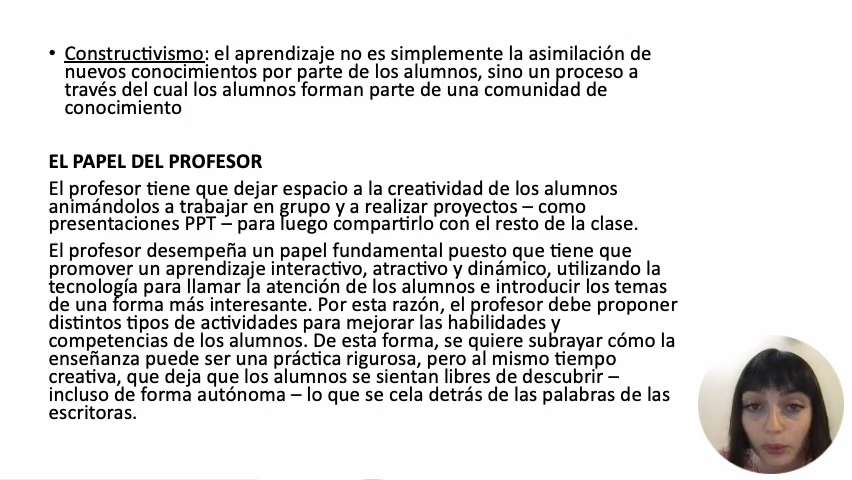 • Constructivismo: el aprendizaje no es simplemente la asimilación de
nuevos conocimientos por parte de los alumnos, sino un proceso a
través del cual los alumnos forman parte de una comunidad de
conocimiento
EL PAPEL DEL PROFESOR
El profesor tiene que dejar espacio a la creatividad de los alumnos
animándolos a trabajar en grupo y a realizar proyectos – como
presentaciones PPT – para luego compartirlo con el resto de la clase.
El profesor desempeña un papel fundamental puesto que tiene que
promover un aprendizaje interactivo, atractivo y dinámico, utilizando la
tecnología para llamar la atención de los alumnos e introducir los temas
de una forma más interesante. Por esta razón, el profesor debe proponer
distintos tipos de actividades para mejorar las habilidades y
competencias de los alumnos. De esta forma, se quiere subrayar cómo la
enseñanza puede ser una práctica rigurosa, pero al mismo tiempo
creativa, que deja que los alumnos se sientan libres de descubrir –
incluso de forma autónoma – lo que se cela detrás de las palabras de las
escritoras.